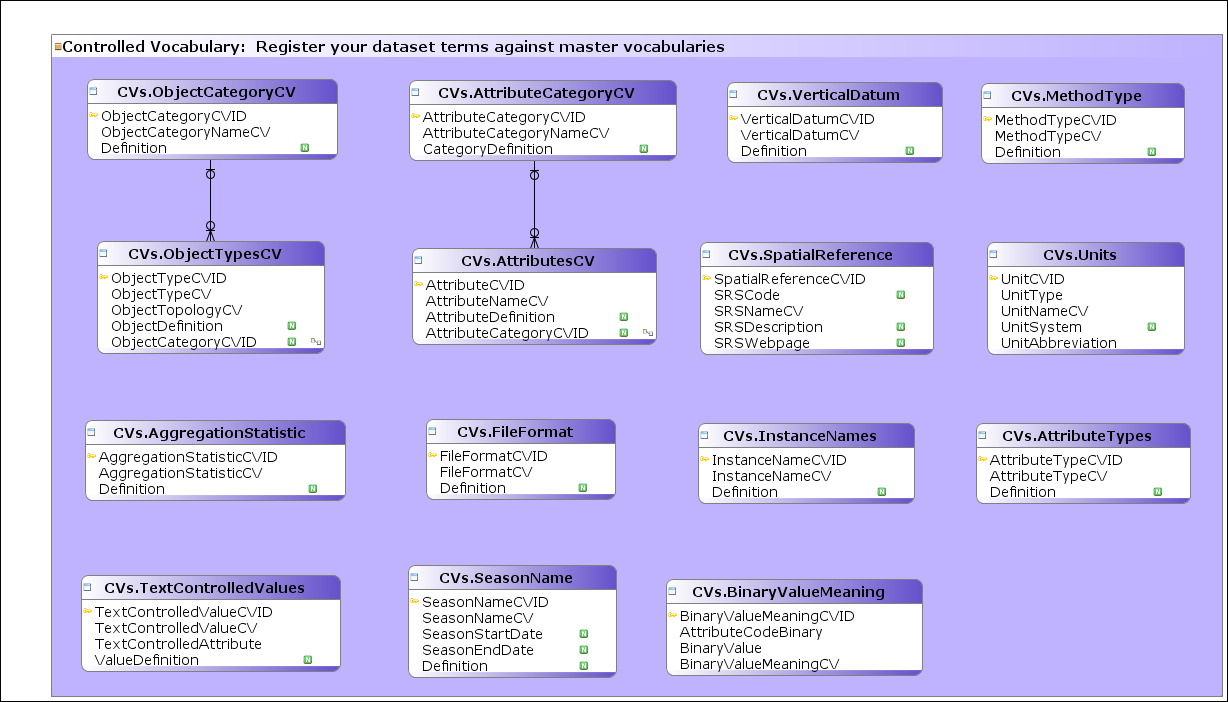 Controlled Vocabulary:  Register your dataset terms against master vocabularies
CVs.ObjectCategoryCV
ObjectCategoryCVID
ObjectCategoryNameCV
Definition N
CVs.AttributeCategoryCV
AttributeCategoryCVID
AttributeCategoryNameCV
CategoryDefinition N
CVs.VerticalDatum
VerticalDatumCVID
VerticalDatumCV
Definition N
CVs.MethodType
MethodTypeCVID
MethodTypeCV
Definition N
CVs.ObjectTypesCV
ObjectTypeCVID
ObjectTypeCV
ObjectTopologyCV
ObjectDefinition N
ObjectCategoryCVID N
CVs.AttributesCV
AttributeCVID
AttributeNameCV
AttributeDefinition N
AttributeCategoryCVID N
CVs.SpatialReference
SpatialReferenceCVID
SRSCode N
SRSNameCV
SRSDescription N
SRSWebpage N
CVs.Units
UnitCVID
UnitType
UnitNameCV
UnitSystem N
UnitAbbreviation
CVs.AggregationStatistic
AggregationStatisticCVID
AggregationStatisticCV
Definition N
CVs.FileFormat
FileFormatCVID
FileFormatCV
Definition N
CVs.InstanceNames
InstanceNameCVID
InstanceNameCV
Definition N
CVs.AttributeTypes
AttributeTypeCVID
AttributeTypeCV
Definition N
CVs.TextControlledValues
TextControlledValueCVID
TextControlledValueCV
TextControlledAttribute
ValueDefinition N
CVs.SeasonName
SeasonNameCVID
SeasonNameCV
SeasonStartDate N
SeasonEndDate N
Definition N
CVs.BinaryValueMeaning
BinaryValueMeaningCVID
AttributeCodeBinary
BinaryValue
BinaryValueMeaningCV